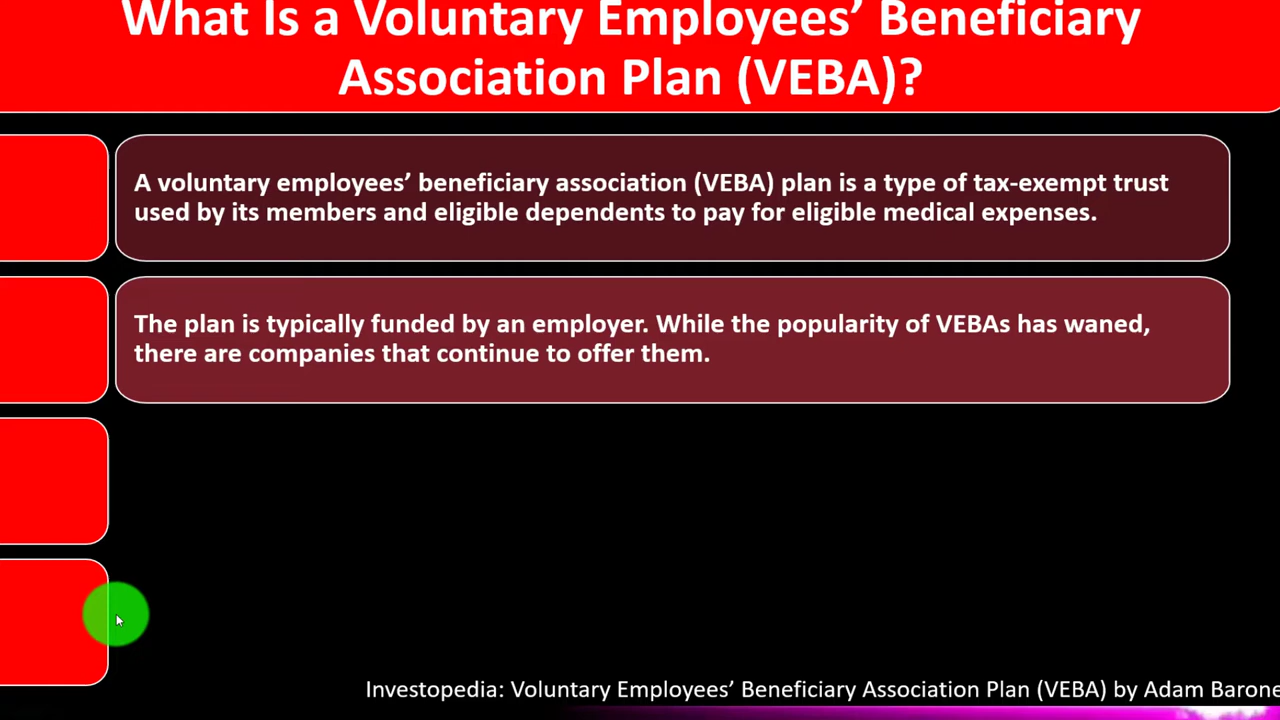 What Is a Voluntary Employees’ Beneficiary
Association Plan (VEBA)?
A voluntary employees’ beneficiary association (VEBA) plan is a type of tax-exempt trust
used by its members and eligible dependents to pay for eligible medical expenses.
The plan is typically funded by an employer. While the popularity of VEBAs has waned,
there are companies that continue to offer them.
Investopedia: Voluntary Employees’ Beneficiary Association Plan (VEBA) by Adam Barone